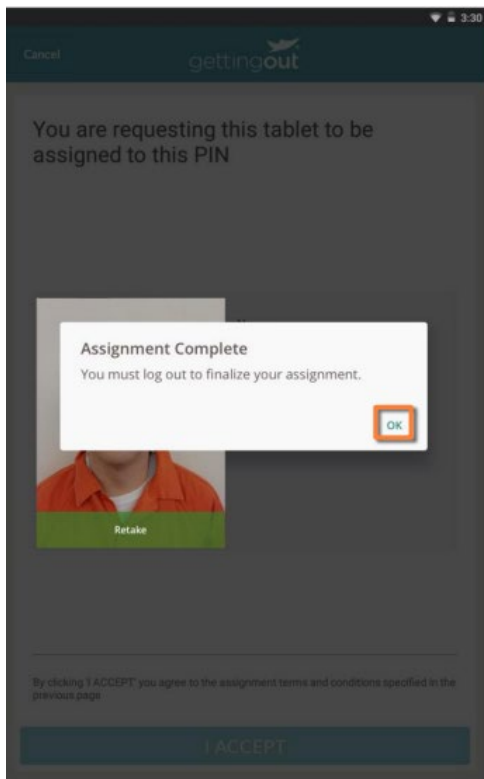 3:30
Cancel
gettingout
You are requesting this tablet to be
assigned to this PIN
Assignment Complete
You must log out to finalize your assignment.
OK
Retake
By clicking 'I ACCEPT' you agree to the assignment terms and conditions specified in the
previous page
I ACCEPT